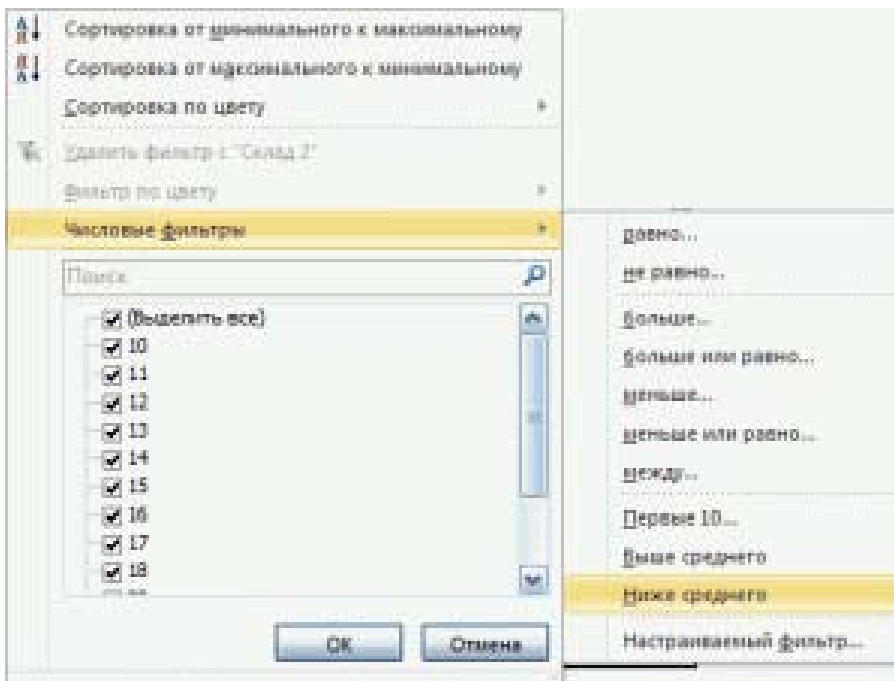 Сортировка от минимального к максимальному
Сортировка от максимального к минимальному
Сортировка по цвету
Удалить фильтр с "Склад 2"
Фильтр по цвету
Числовые фильтры
Поиск
(Выделить все)
10
11
12
13
14
15
16
17
18
равно...
не равно...
больше...
больше или равно...
меньше...
меньше или равно...
между...
Первые 10...
Выше среднего
Ниже среднего
Настраиваемый фильтр...
ОК
Отмена